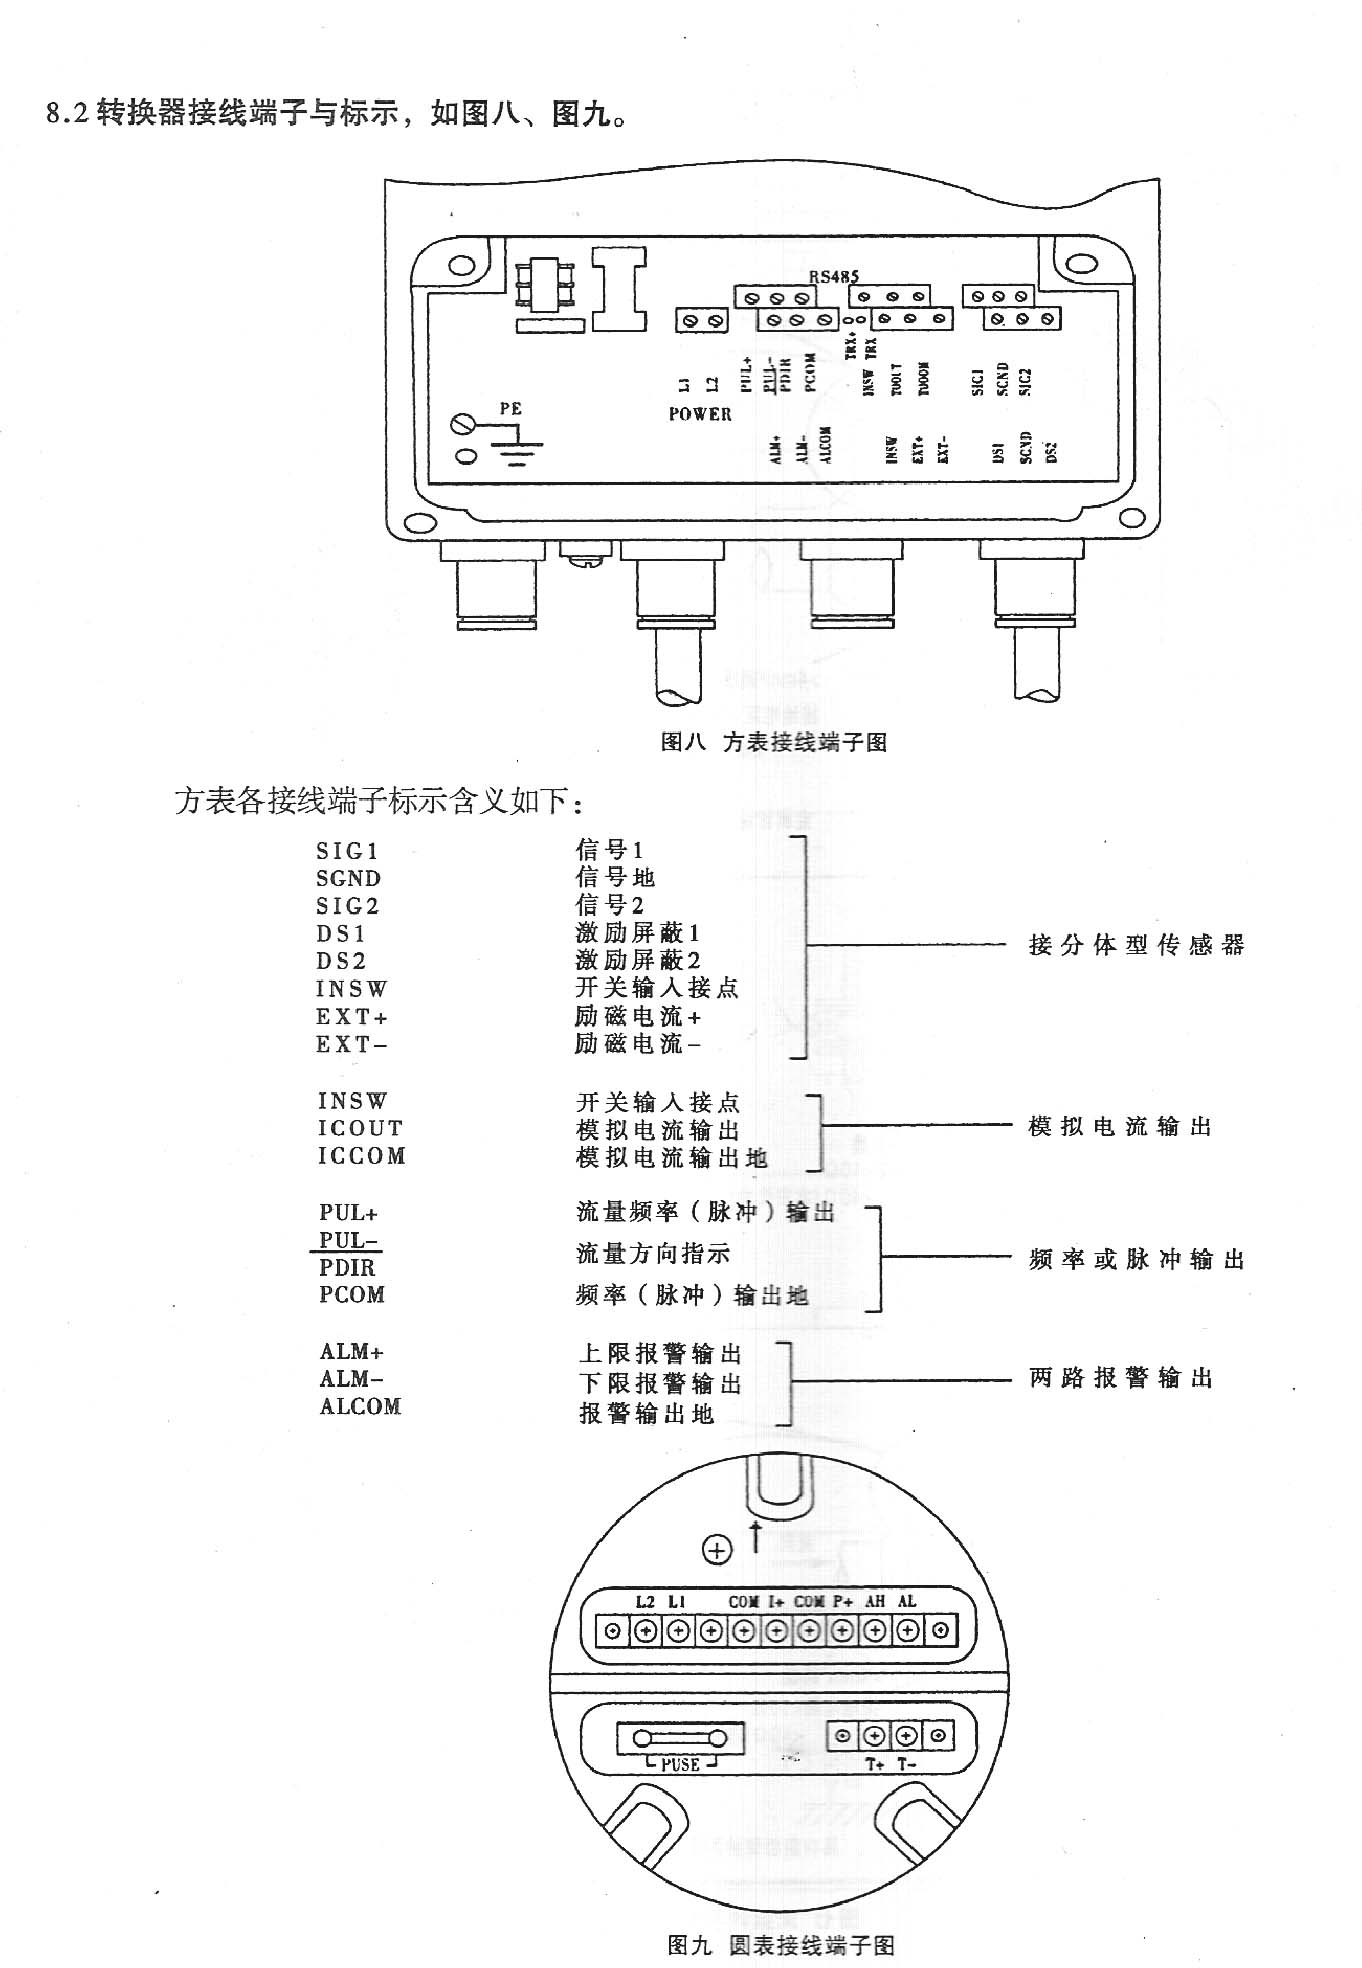 8.2 转换器接线端子与标示，如图八、图九。
RS485
TRX+ TRX
L1 L2 PUL+ PUL- PDIR PCOM INSW SIG1 SGND SIG2
PE
POWER
ALM+ ALM- ALCOM INSW EXT+ EXT- DS1 SGND DS2
图八 方表接线端子图
方表各接线端子标示含义如下：
SIG1 信号1
SGND 信号地
SIG2 信号2
DS1 激励屏蔽1
DS2 激励屏蔽2
INSW 开关输入接点
EXT+ 励磁电流+
EXT- 励磁电流-
接分体型传感器
INSW 开关输入接点
ICOUT 模拟电流输出
ICCOM 模拟电流输出地
模拟电流输出
PUL+ 流量频率（脉冲）输出
PUL-
PDIR 流量方向指示
PCOM 频率（脉冲）输出地
频率或脉冲输出
ALM+ 上限报警输出
ALM- 下限报警输出
ALCOM 报警输出地
两路报警输出
L2 L1 COM I+ COM P+ AH AL
PUSE
T+ T-
图九 圆表接线端子图